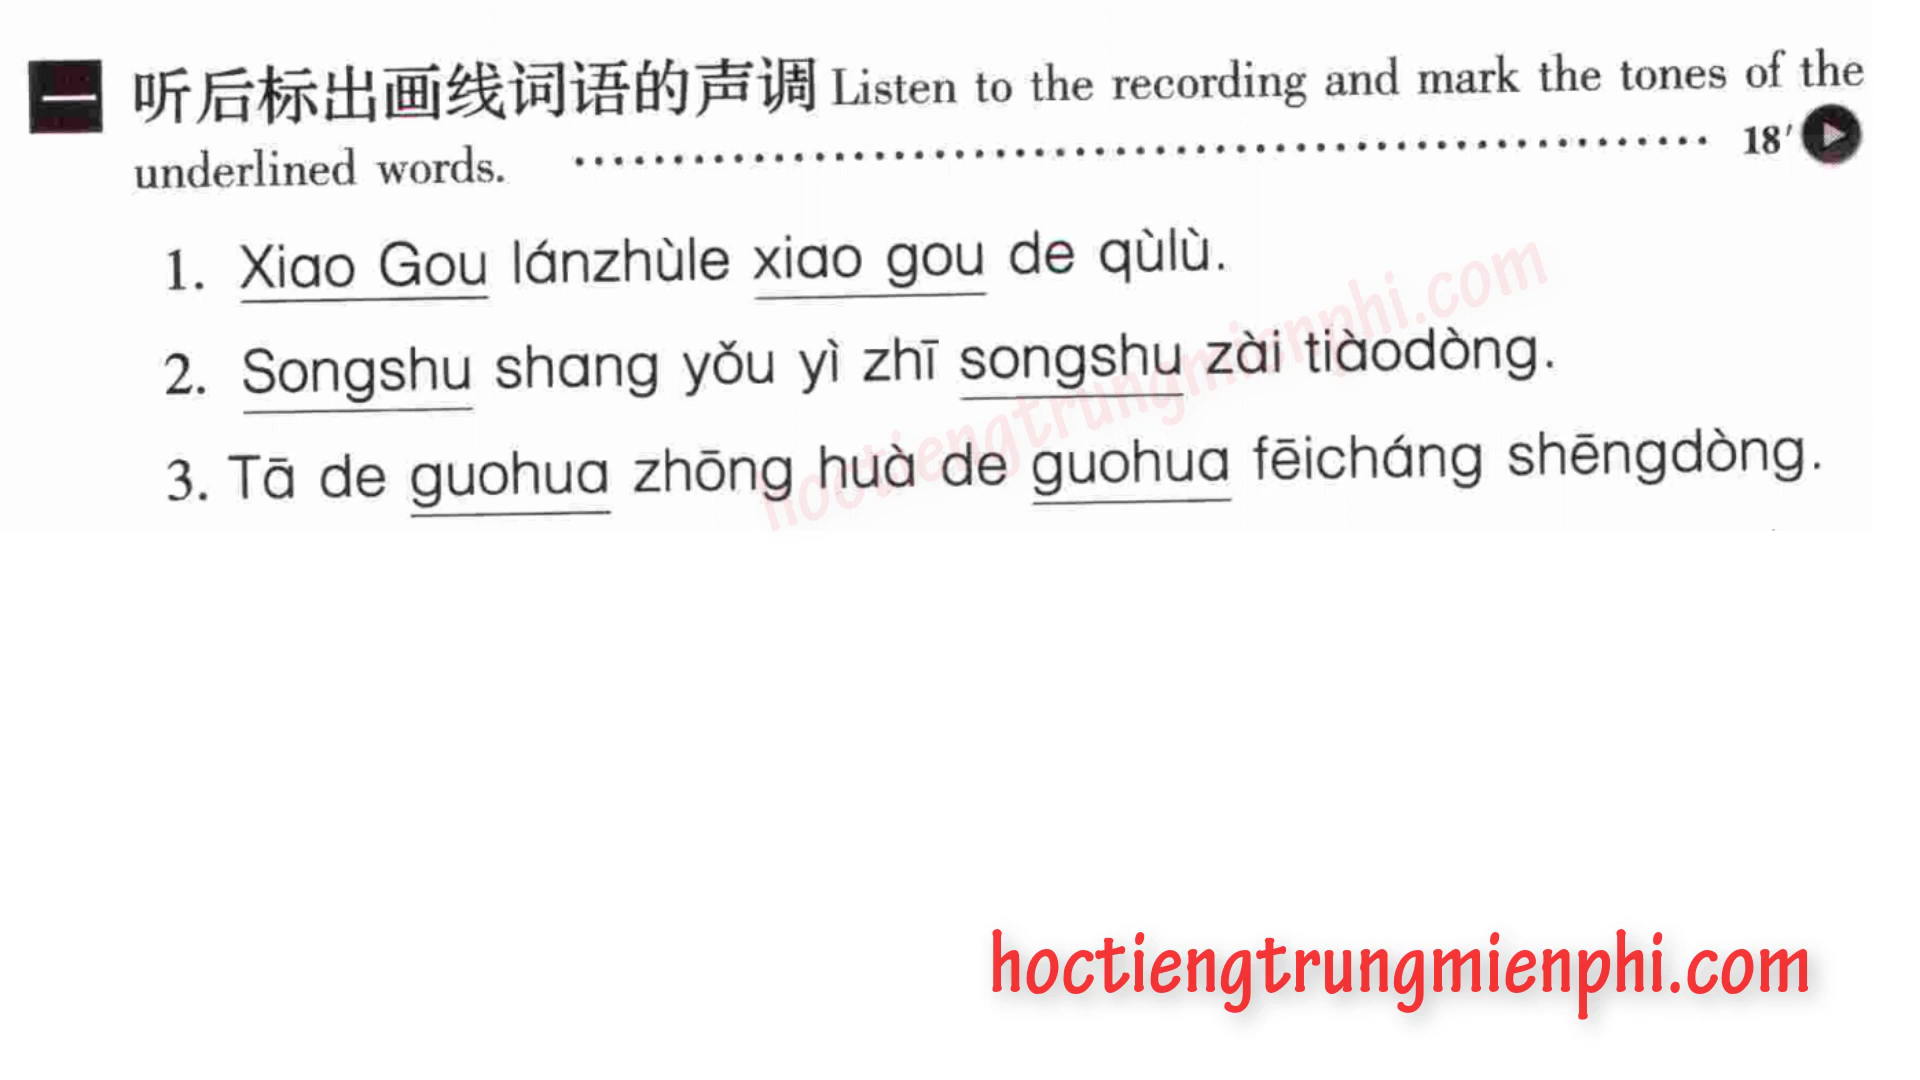 一 听后标出画线词语的声调 Listen to the recording and mark the tones of the
underlined words. ........................................................ 18′
1. Xiao Gou lánzhùle xiao gou de qùlù.
2. Songshu shang yǒu yì zhī songshu zài tiàodòng.
3. Tā de guohua zhōng huà de guohua fēicháng shēngdòng.
hoctiengtrungmienphi.com
hoctiengtrungmienphi.com